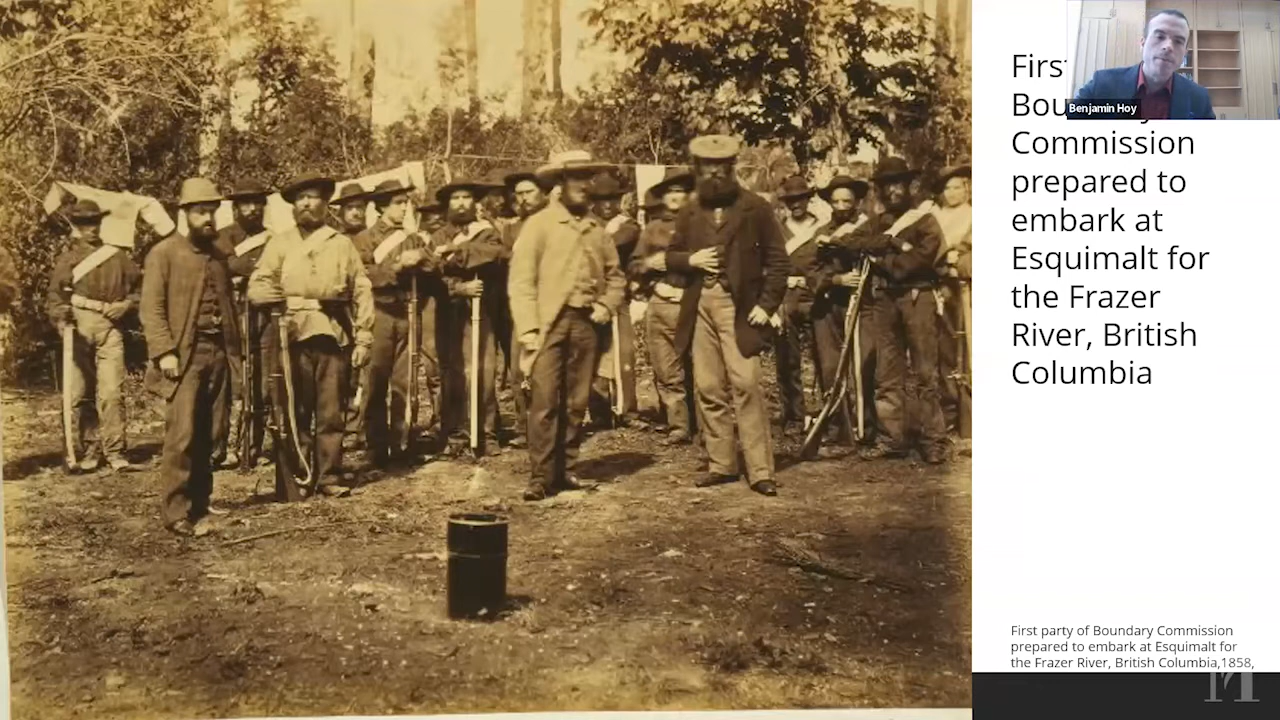 Firs
Bou
Benjamin Hoy
Commission
prepared to
embark at
Esquimalt for
the Frazer
River, British
Columbia
First party of Boundary Commission
prepared to embark at Esquimalt for
the Frazer River, British Columbia,1858,
M